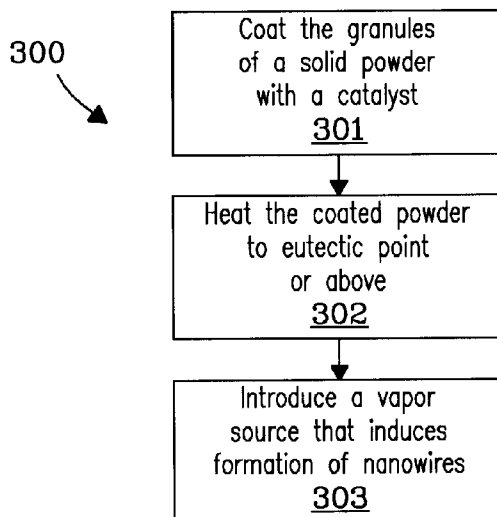 300
Coat the granules
of a solid powder
with a catalyst
301
Heat the coated powder
to eutectic point
or above
302
Introduce a vapor
source that induces
formation of nanowires
303